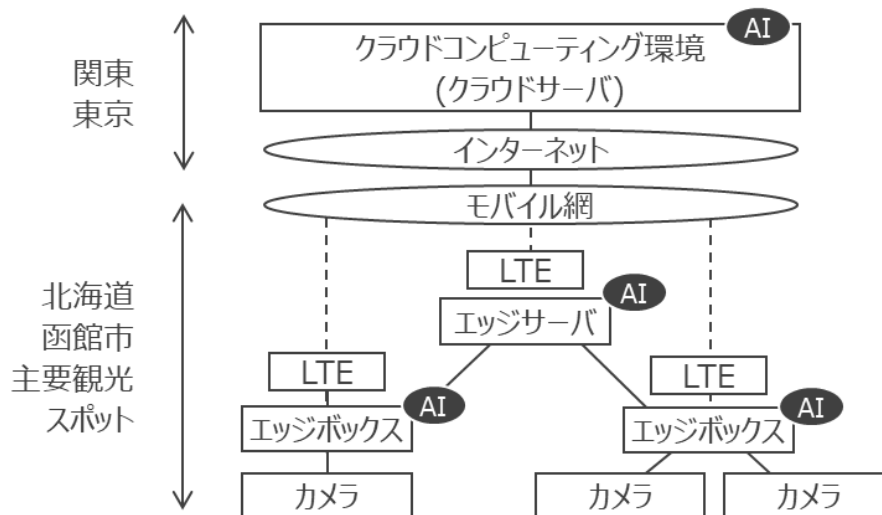 関東
東京
AI
クラウドコンピューティング環境
(クラウドサーバ)
インターネット
モバイル網
北海道
函館市
主要観光
スポット
LTE
AI
エッジサーバ
LTE
AI
エッジボックス
LTE
AI
エッジボックス
カメラ
カメラ
カメラ